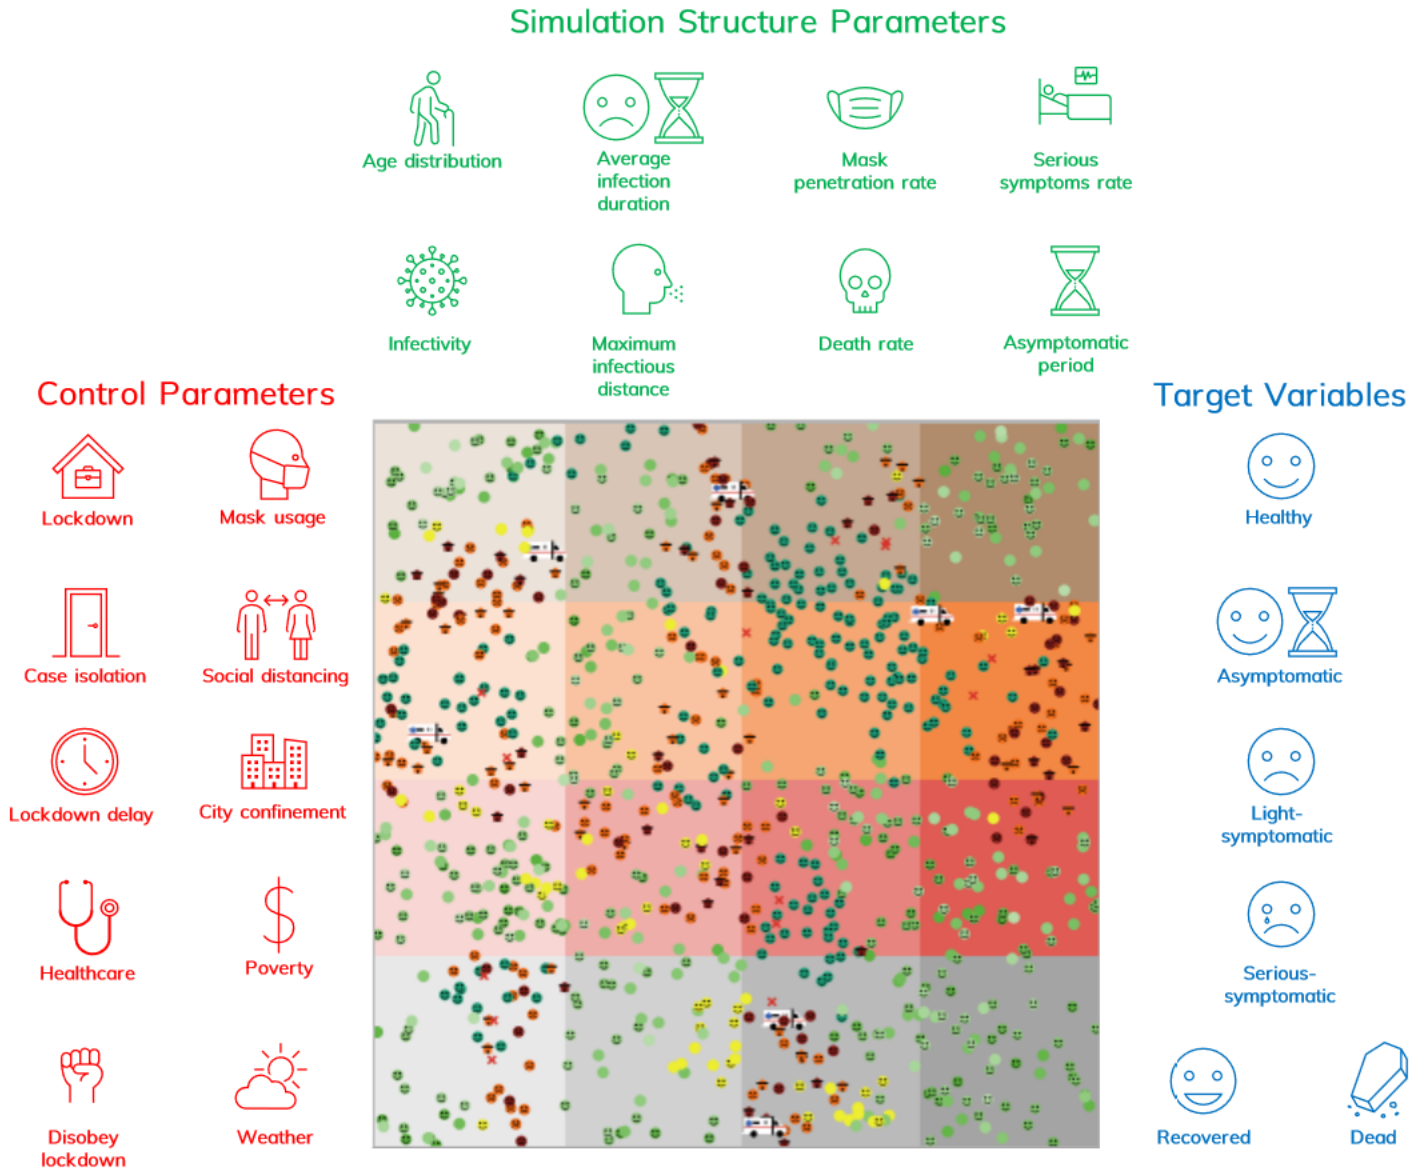 Simulation Structure Parameters
Age distribution
Average
infection
duration
Mask
penetration rate
Serious
symptoms rate
Infectivity
Maximum
infectious
distance
Death rate
Asymptomatic
period
Control Parameters
Lockdown
Mask usage
Case isolation
Social distancing
Lockdown delay
City confinement
Healthcare
Poverty
Disobey
lockdown
Weather
Target Variables
Healthy
Asymptomatic
Light-
symptomatic
Serious-
symptomatic
Recovered
Dead